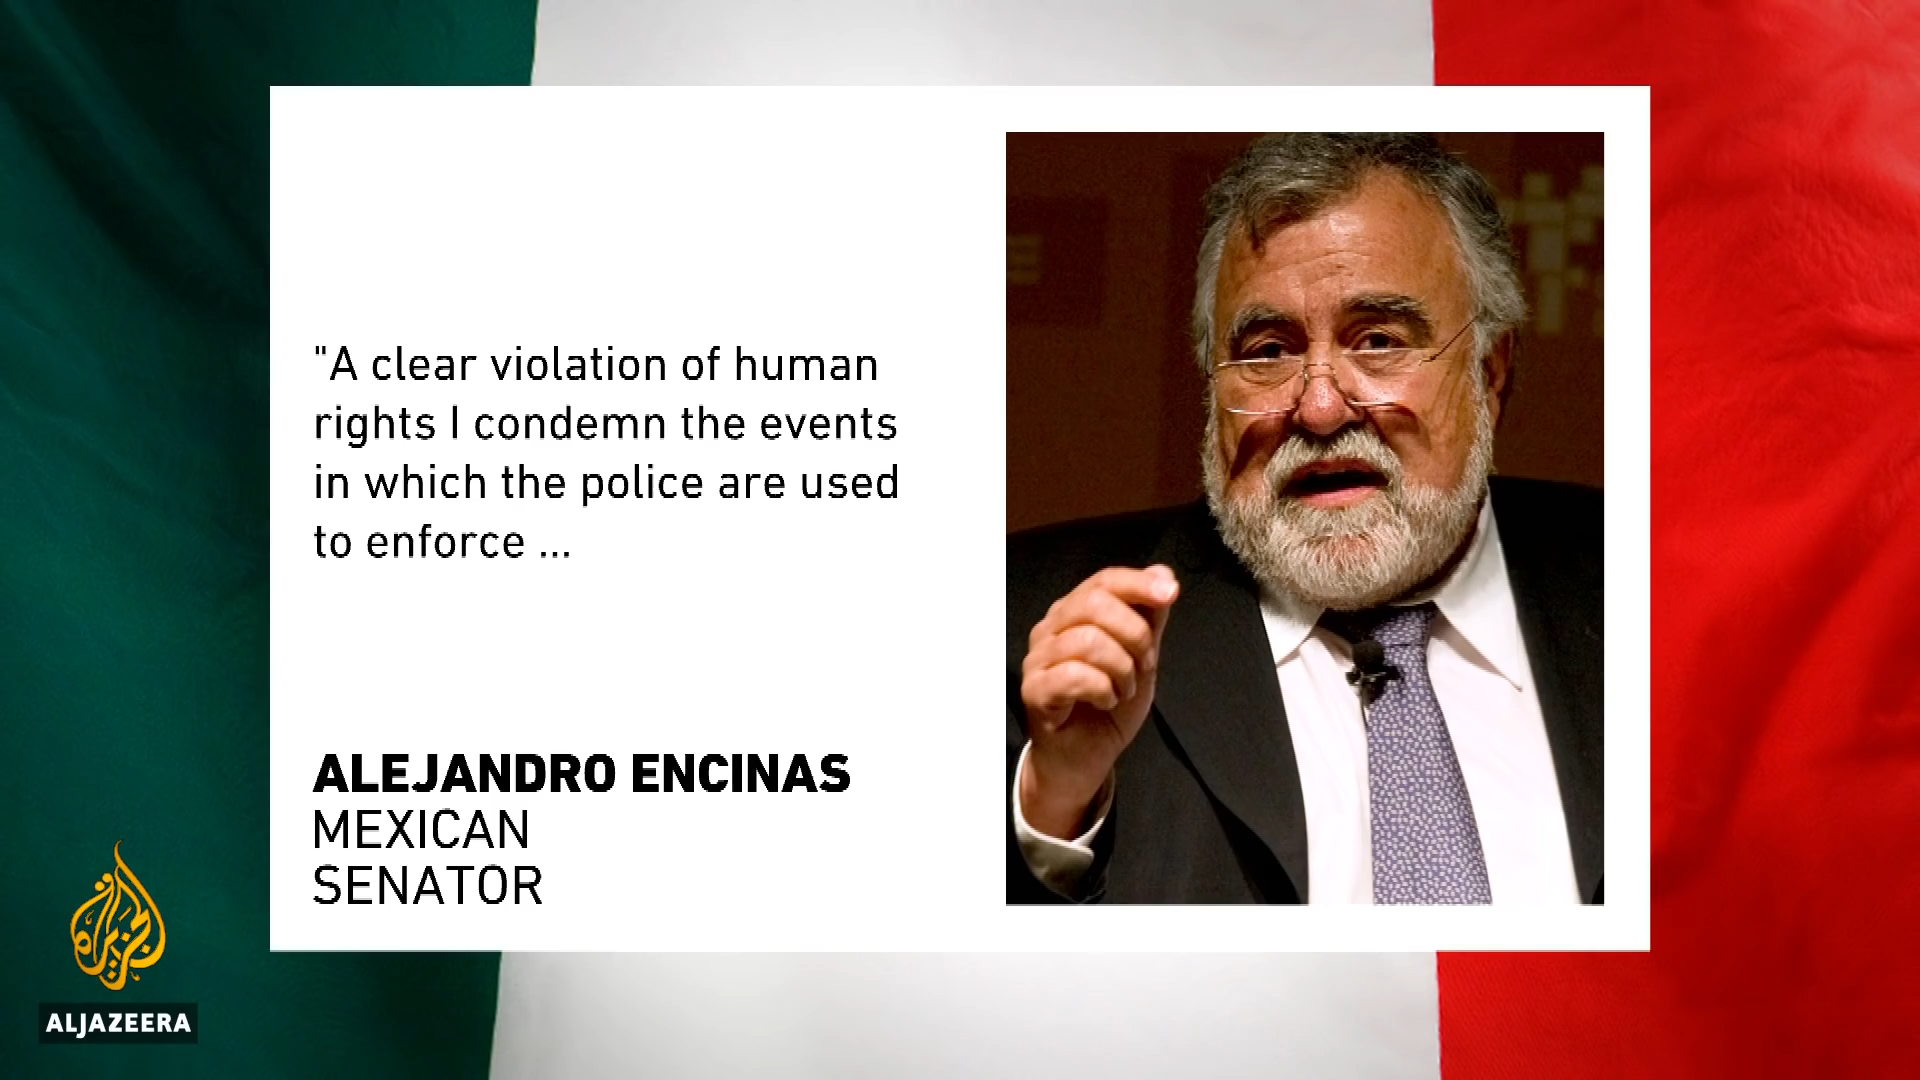 "A clear violation of human
rights I condemn the events
in which the police are used
to enforce ...
ALEJANDRO ENCINAS
MEXICAN
SENATOR
الجزيرة
ALJAZEERA